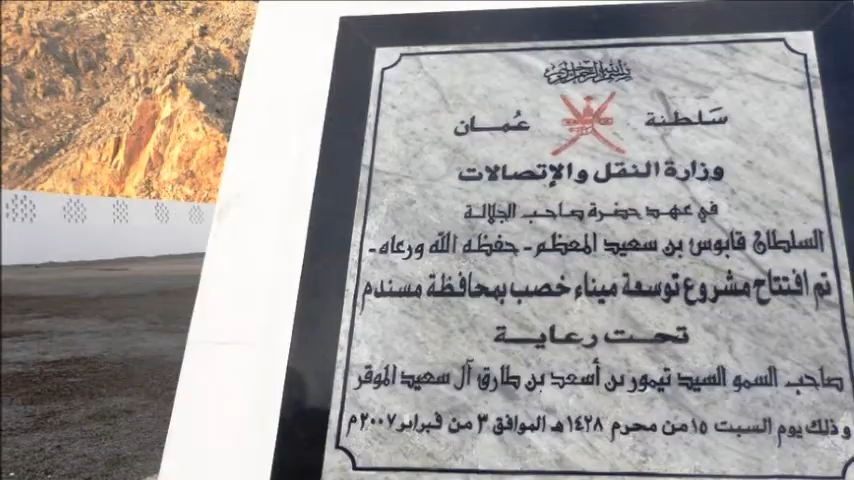 بسم الله الرحمن الرحيم
سَلطنة عُمان
وزارة النقل والإتصالات
في عهد حضرة صاحب الجلالة
السلطان قابوس بن سعيد المعظم - حفظه الله ورعاه -
تم افتتاح مشروع توسعة ميناء خصب بمحافظة مسندم
تحت رعاية
صاحب السمو السيد تيمور بن أسعد بن طارق آل سعيد الموقر
وذلك يوم السبت ١٥ من محرم ١٤٢٨هـ الموافق ٣ من فبراير ٢٠٠٧م